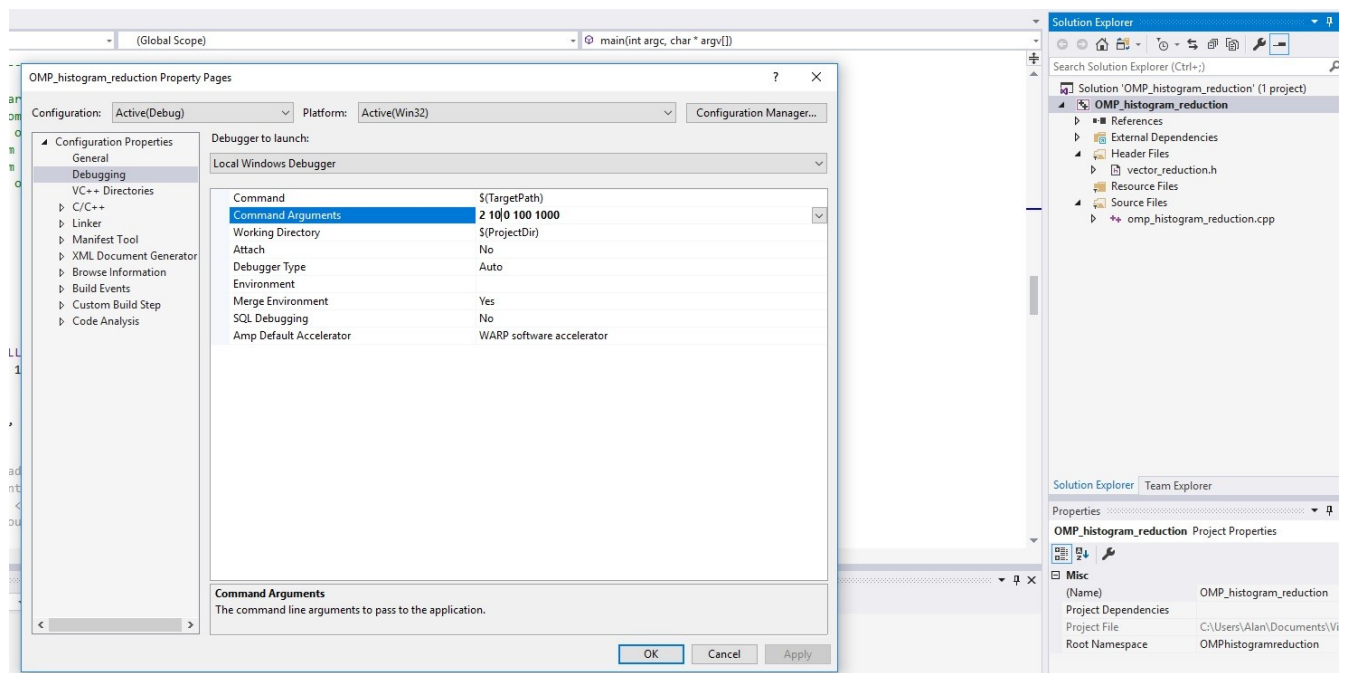 (Global Scope)
main(int argc, char * argv[])
OMP_histogram_reduction Property Pages
?
Configuration: Active(Debug)
Platform: Active(Win32)
Configuration Manager...
Configuration Properties
General
Debugging
VC++ Directories
C/C++
Linker
Manifest Tool
XML Document Generator
Browse Information
Build Events
Custom Build Step
Code Analysis
Debugger to launch:
Local Windows Debugger
Command $(TargetPath)
Command Arguments 2 10 0 100 1000
Working Directory $(ProjectDir)
Attach No
Debugger Type Auto
Environment
Merge Environment Yes
SQL Debugging No
Amp Default Accelerator WARP software accelerator
Command Arguments
The command line arguments to pass to the application.
OK Cancel Apply
Solution Explorer
Search Solution Explorer (Ctrl+;)
Solution 'OMP_histogram_reduction' (1 project)
OMP_histogram_reduction
References
External Dependencies
Header Files
vector_reduction.h
Resource Files
Source Files
omp_histogram_reduction.cpp
Solution Explorer Team Explorer
Properties
OMP_histogram_reduction Project Properties
Misc
(Name) OMP_histogram_reduction
Project Dependencies
Project File C:\Users\Alan\Documents\Vi
Root Namespace OMPhistogramreduction